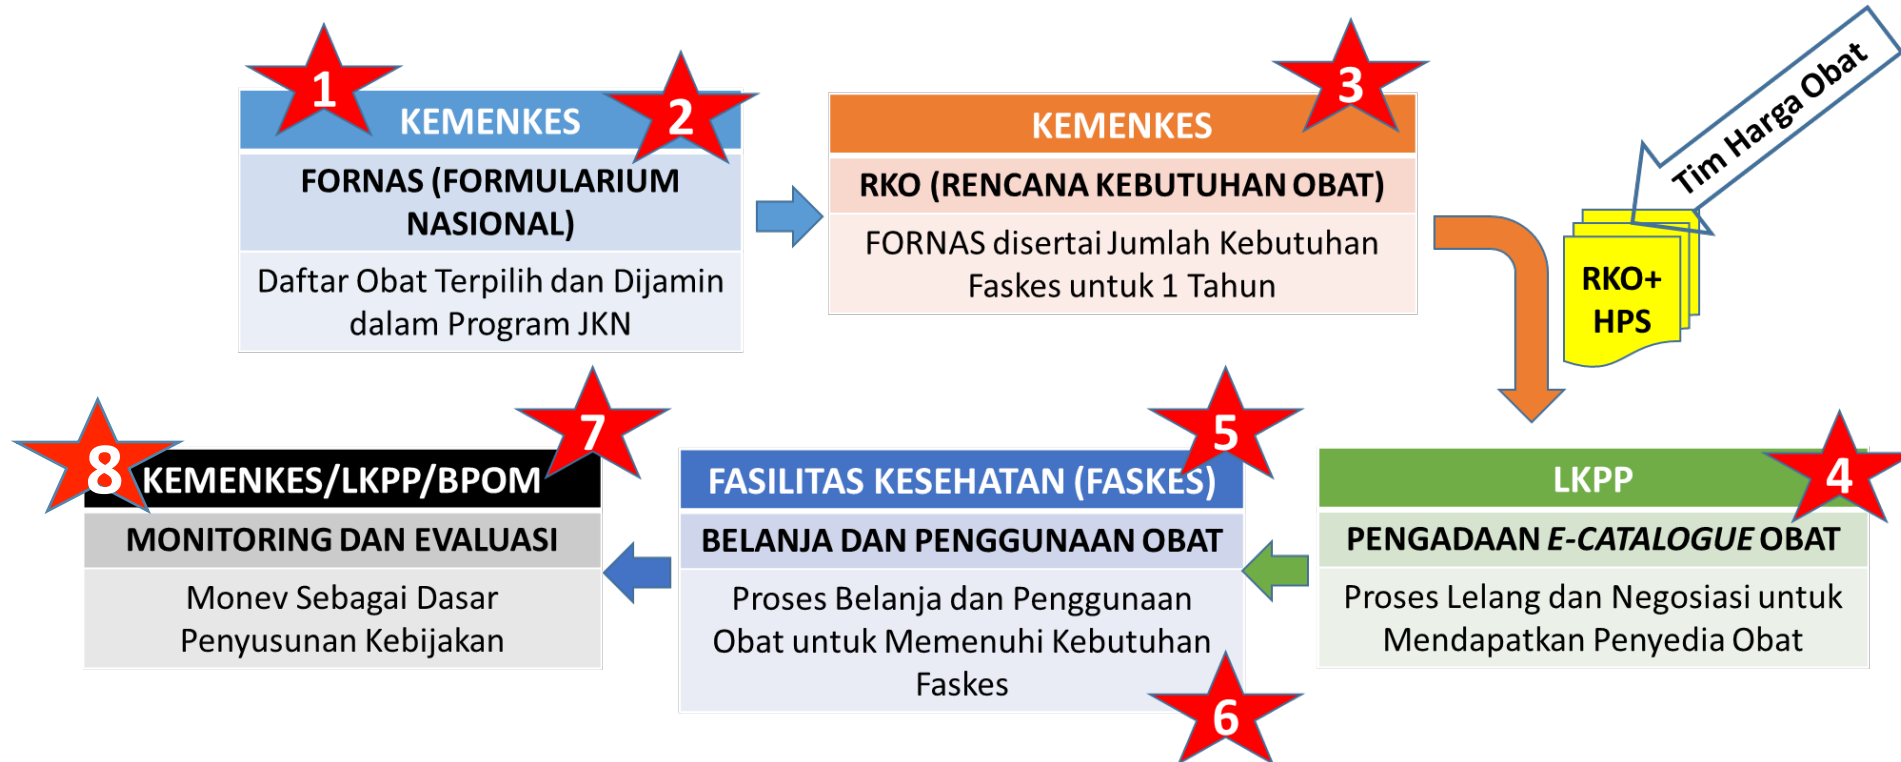 1
2
KEMENKES
FORNAS (FORMULARIUM
NASIONAL)
Daftar Obat Terpilih dan Dijamin
dalam Program JKN
3
KEMENKES
RKO (RENCANA KEBUTUHAN OBAT)
FORNAS disertai Jumlah Kebutuhan
Faskes untuk 1 Tahun
Tim Harga Obat
RKO+
HPS
4
LKPP
PENGADAAN E-CATALOGUE OBAT
Proses Lelang dan Negosiasi untuk
Mendapatkan Penyedia Obat
5
FASILITAS KESEHATAN (FASKES)
BELANJA DAN PENGGUNAAN OBAT
Proses Belanja dan Penggunaan
Obat untuk Memenuhi Kebutuhan
Faskes
6
7
8
KEMENKES/LKPP/BPOM
MONITORING DAN EVALUASI
Monev Sebagai Dasar
Penyusunan Kebijakan